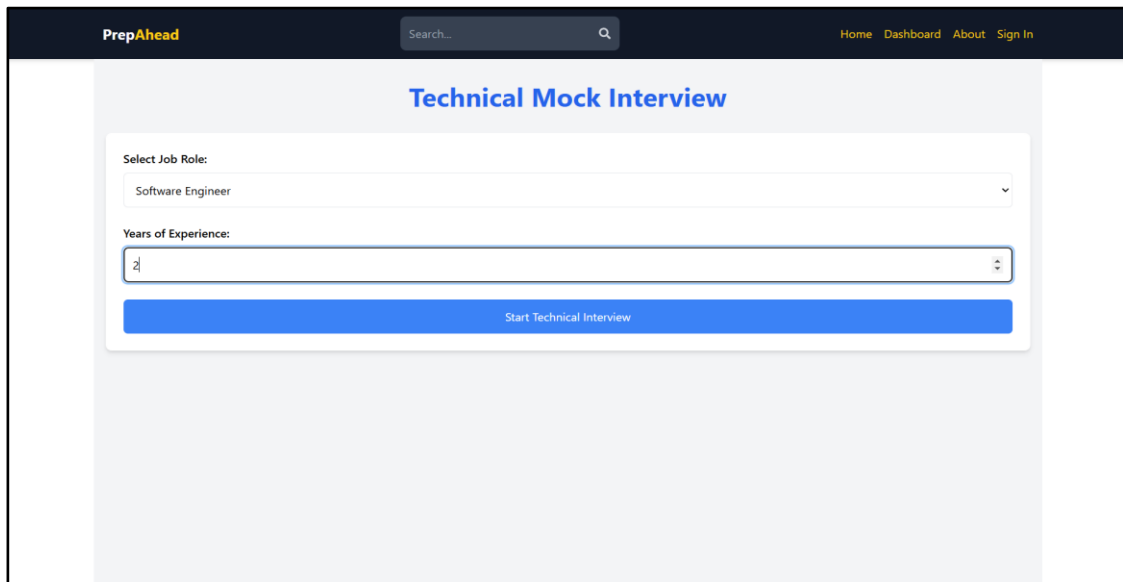 PrepAhead
Search...
Home Dashboard About Sign In
Technical Mock Interview
Select Job Role:
Software Engineer
Years of Experience:
2
Start Technical Interview